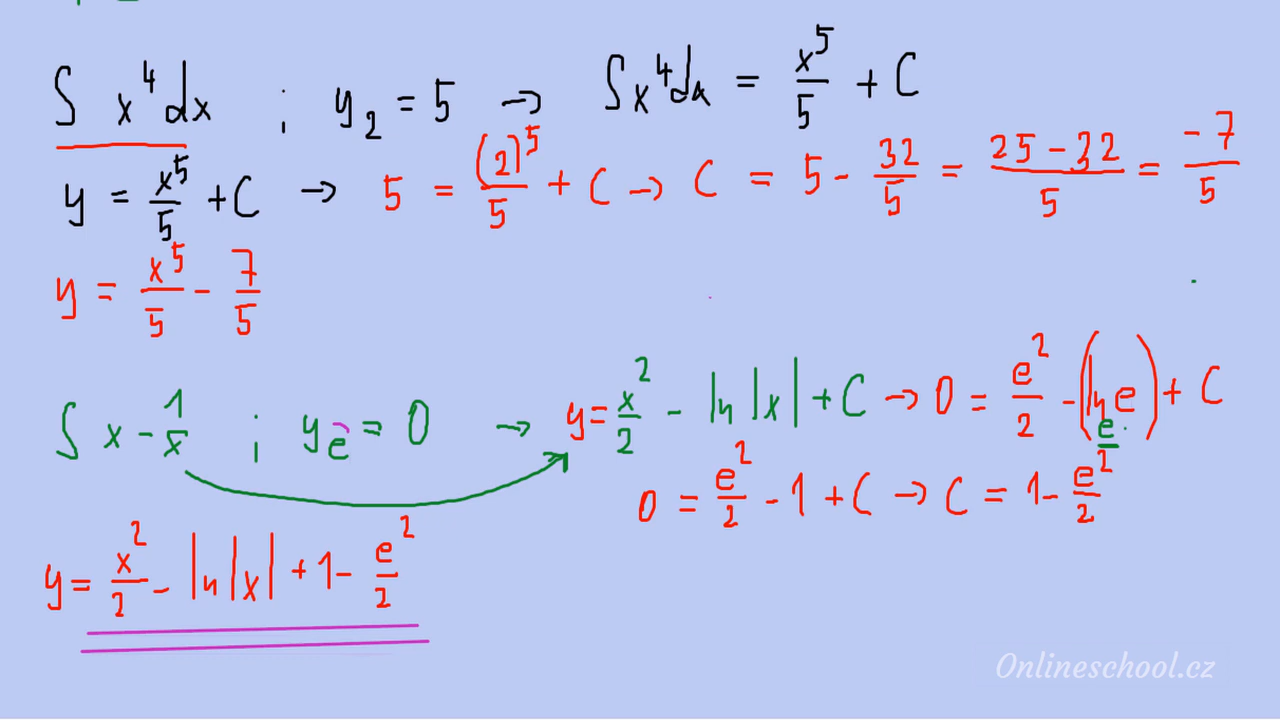 ∫ x⁴ dx ; y₂ = 5 → ∫x⁴dx = x⁵/5 + C
y = x⁵/5 + C → 5 = (2)⁵/5 + C → C = 5 - 32/5 = (25-32)/5 = -7/5
y = x⁵/5 - 7/5
∫ x - 1/x ; yₑ = 0 → y = x²/2 - ln|x| + C → 0 = e²/2 - (ln e) + C
e
0 = e²/2 - 1 + C → C = 1 - e²/2
y = x²/2 - ln|x| + 1 - e²/2
Onlineschool.cz